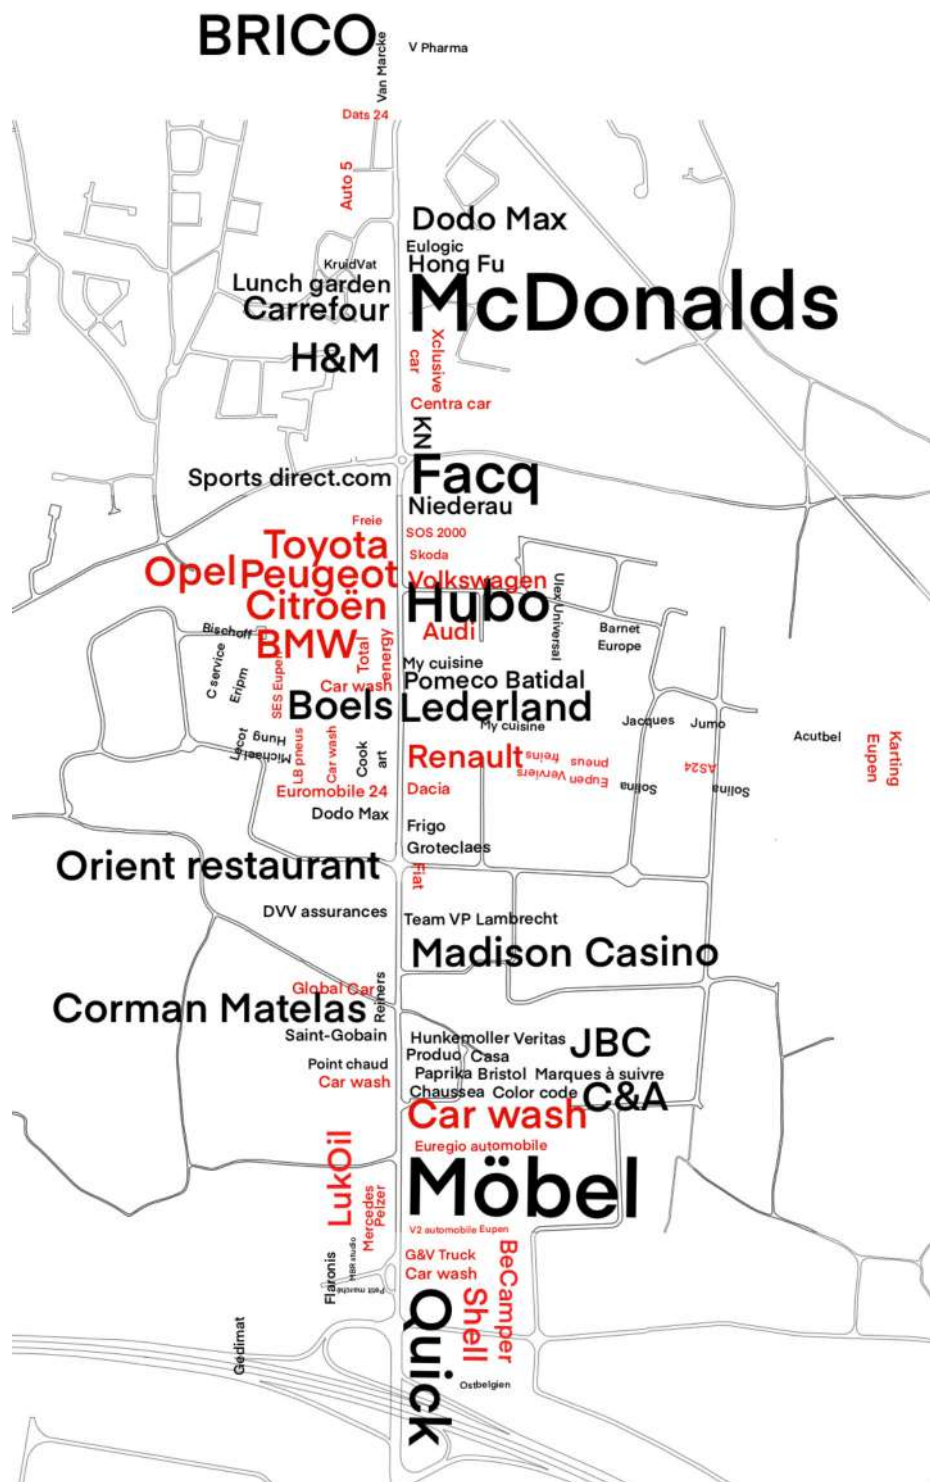 BRICO
Van Marcke
V Pharma
Dats 24
Auto 5
Dodo Max
Eulogic
KruidVat
Hong Fu
Lunch garden
McDonalds
Carrefour
H&M
Xclusive
car
Centra car
KN
Facq
Sports direct.com
Niederau
Freie
SOS 2000
Toyota
Skoda
Opel
Peugeot
Volkswagen
Citroën
Hubo
Ulex
Universal
Audi
Bischoff
BMW
Total
energy
Barnet
Europe
C service
Eripm
SES Eupen
My cuisine
Car wash
Pomeco Batidal
Boels
Lederland
My cuisine
Jacques
Jumo
Acutbel
Karting
Eupen
Lecot
Hung
Michael
LB pneus
Car wash
Cook
art
Renault
pneus freins
Eupen Verviers
AS24
Euromobile 24
Dacia
Solina
Solina
Dodo Max
Frigo
Groteclaes
Orient restaurant
Fiat
DVV assurances
Team VP Lambrecht
Madison Casino
Global Car
Reiners
Corman Matelas
Saint-Gobain
Hunkemoller Veritas
JBC
Produo Casa
Point chaud
Paprika Bristol Marques à suivre
Car wash
Chaussea Color code
C&A
Car wash
Euregio automobile
LukOil
Möbel
Mercedes
Pelzer
V2 automobile Eupen
G&V Truck
BeCamper
Flaronis
MBR studio
Car wash
Petit marché
Quick
Shell
Gedimat
Ostbelgien